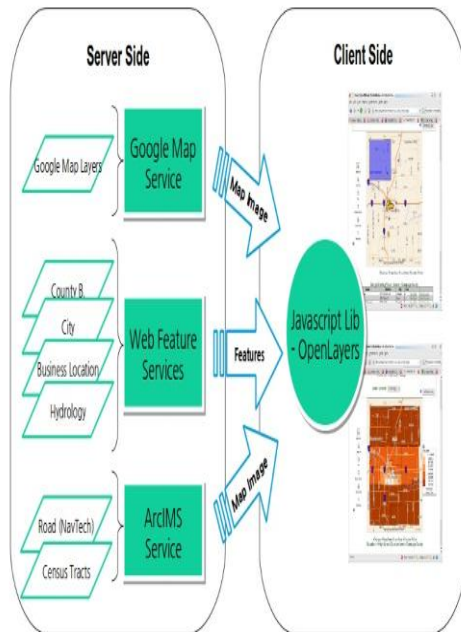 Server Side
Client Side
Google Map Layers
Google Map
Service
Map Image
County B.
City
Business Location
Hydrology
Web Feature
Services
Features
Javascript Lib
- OpenLayers
Road (NavTech)
Census Tracts
ArcIMS
Service
Map Image